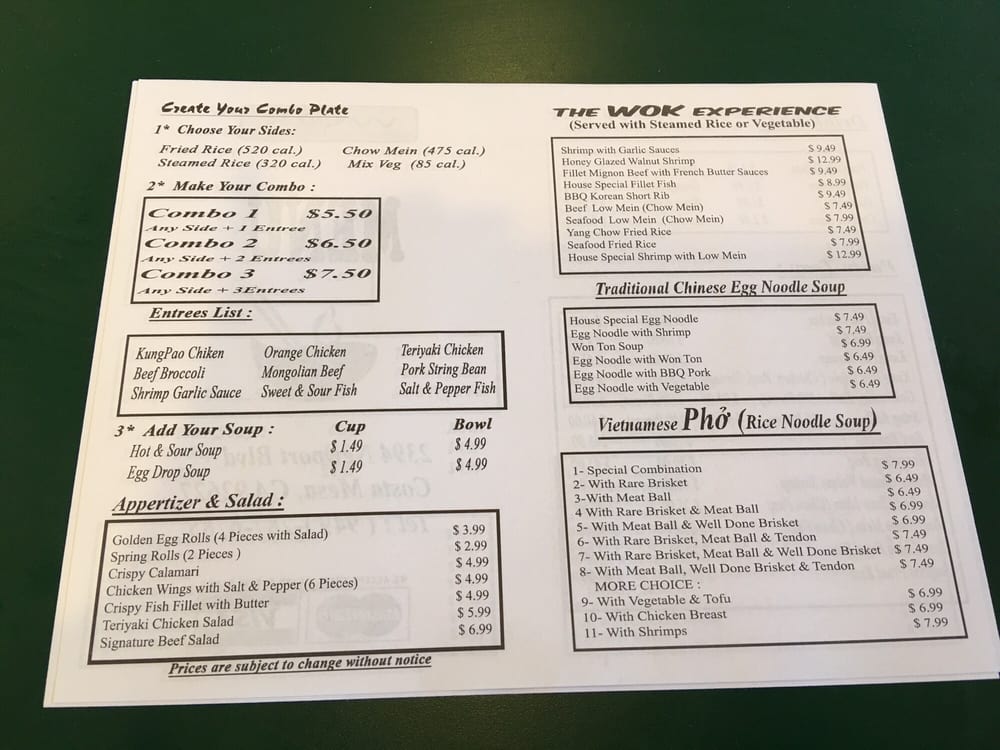 Create Your Combo Plate
1* Choose Your Sides:
Fried Rice (520 cal.) Chow Mein (475 cal.)
Steamed Rice (320 cal.) Mix Veg (85 cal.)
2* Make Your Combo :
Combo 1 $5.50
Any Side + 1 Entree
Combo 2 $6.50
Any Side + 2 Entrees
Combo 3 $7.50
Any Side + 3Entrees
Entrees List :
KungPao Chiken Orange Chicken Teriyaki Chicken
Beef Broccoli Mongolian Beef Pork String Bean
Shrimp Garlic Sauce Sweet & Sour Fish Salt & Pepper Fish
3* Add Your Soup : Cup Bowl
Hot & Sour Soup $ 1.49 $ 4.99
Egg Drop Soup $ 1.49 $ 4.99
Appertizer & Salad :
Golden Egg Rolls (4 Pieces with Salad) $ 3.99
Spring Rolls (2 Pieces ) $ 2.99
Crispy Calamari $ 4.99
Chicken Wings with Salt & Pepper (6 Pieces) $ 4.99
Crispy Fish Fillet with Butter $ 4.99
Teriyaki Chicken Salad $ 5.99
Signature Beef Salad $ 6.99
Prices are subject to change without notice
THE WOK EXPERIENCE
(Served with Steamed Rice or Vegetable)
Shrimp with Garlic Sauces $ 9.49
Honey Glazed Walnut Shrimp $ 12.99
Fillet Mignon Beef with French Butter Sauces $ 9.49
House Special Fillet Fish $ 8.99
BBQ Korean Short Rib $ 9.49
Beef Low Mein (Chow Mein) $ 7.49
Seafood Low Mein (Chow Mein) $ 7.99
Yang Chow Fried Rice $ 7.49
Seafood Fried Rice $ 7.99
House Special Shrimp with Low Mein $ 12.99
Traditional Chinese Egg Noodle Soup
House Special Egg Noodle $ 7.49
Egg Noodle with Shrimp $ 7.49
Won Ton Soup $ 6.99
Egg Noodle with Won Ton $ 6.49
Egg Noodle with BBQ Pork $ 6.49
Egg Noodle with Vegetable $ 6.49
Vietnamese Phở (Rice Noodle Soup)
1- Special Combination $ 7.99
2- With Rare Brisket $ 6.49
3-With Meat Ball $ 6.49
4 With Rare Brisket & Meat Ball $ 6.99
5- With Meat Ball & Well Done Brisket $ 6.99
6- With Rare Brisket, Meat Ball & Tendon $ 7.49
7- With Rare Brisket, Meat Ball & Well Done Brisket $ 7.49
8- With Meat Ball, Well Done Brisket & Tendon $ 7.49
MORE CHOICE :
9- With Vegetable & Tofu $ 6.99
10- With Chicken Breast $ 6.99
11- With Shrimps $ 7.99